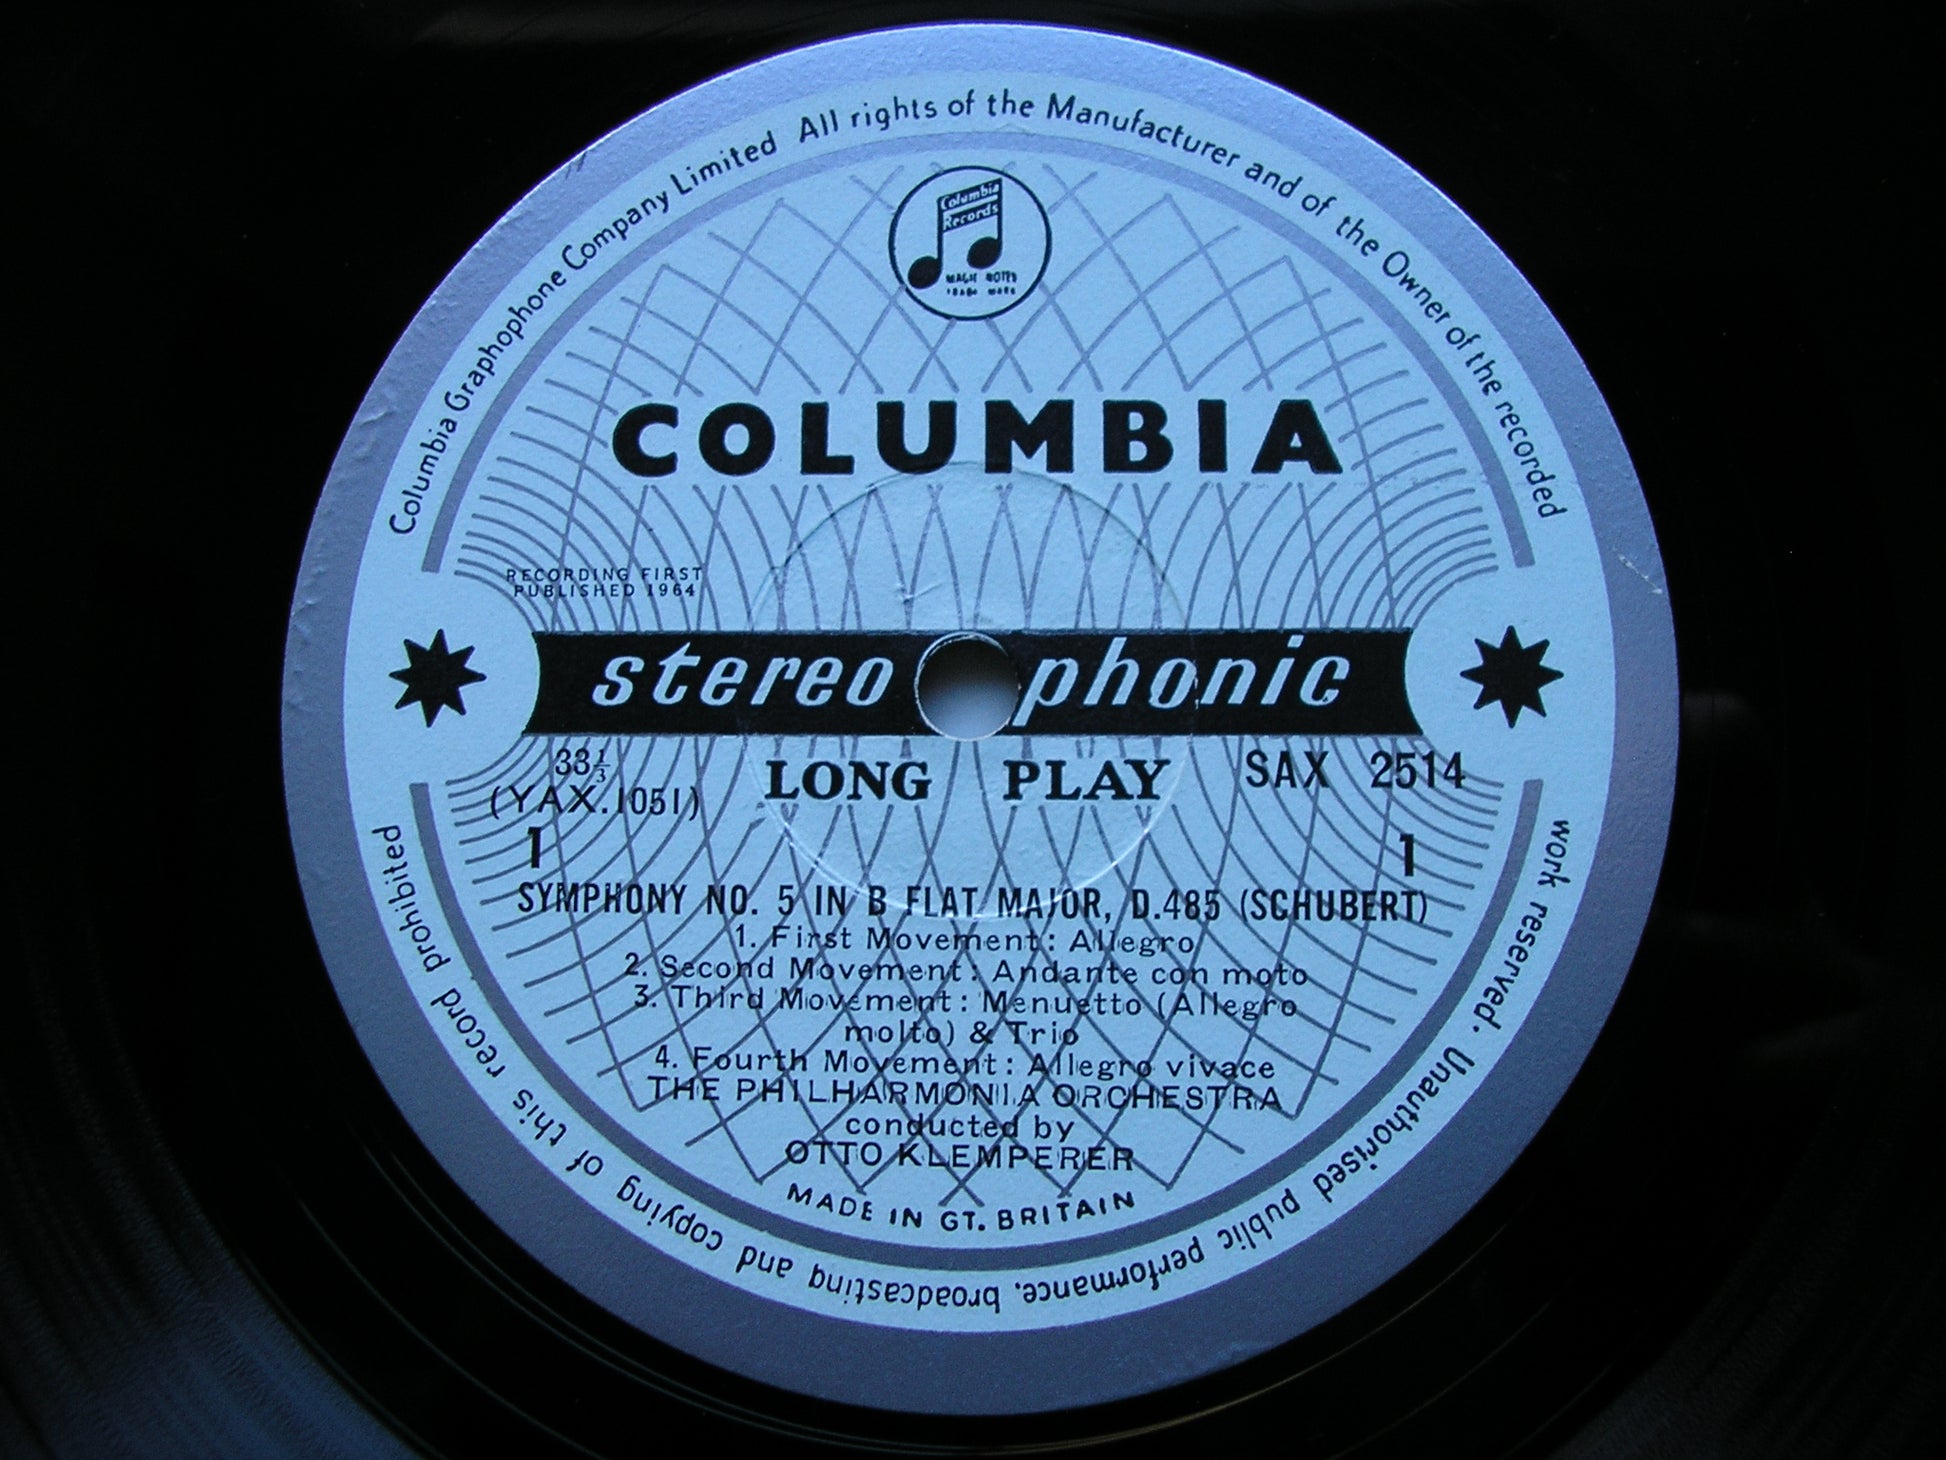 Columbia Graphophone Company Limited All rights of the Manufacturer and of the Owner of the recorded
work reserved. Unauthorised public performance, broadcasting and copying of this record prohibited
Columbia
Records
MAGIC NOTES
TRADE MARK
COLUMBIA
RECORDING FIRST
PUBLISHED 1964
stereophonic
33⅓ LONG PLAY SAX 2514
(YAX.1051)
1 1
SYMPHONY NO. 5 IN B FLAT MAJOR, D.485 (SCHUBERT)
1. First Movement: Allegro
2. Second Movement: Andante con moto
3. Third Movement: Menuetto (Allegro
molto) & Trio
4. Fourth Movement: Allegro vivace
THE PHILHARMONIA ORCHESTRA
conducted by
OTTO KLEMPERER
MADE IN GT. BRITAIN